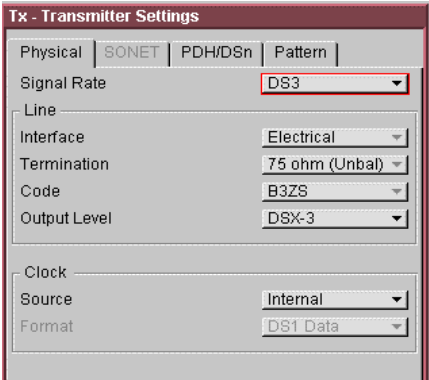 Tx - Transmitter Settings
Physical SONET PDH/DSn Pattern
Signal Rate DS3
Line
Interface Electrical
Termination 75 ohm (Unbal)
Code B3ZS
Output Level DSX-3
Clock
Source Internal
Format DS1 Data